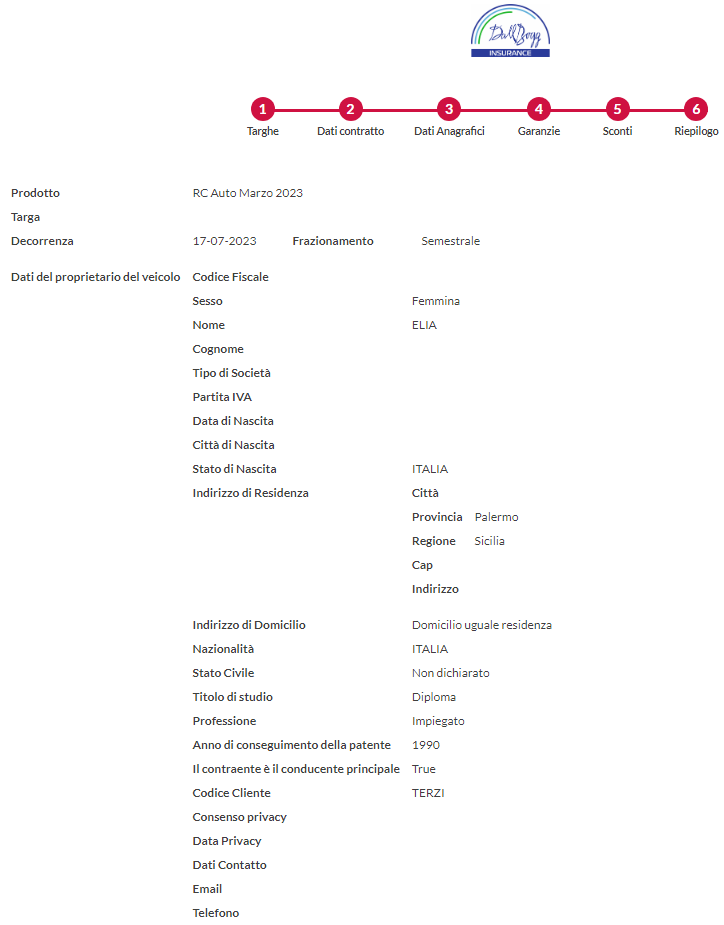 DallBogg
INSURANCE
1 2 3 4 5 6
Targhe Dati contratto Dati Anagrafici Garanzie Sconti Riepilogo
Prodotto RC Auto Marzo 2023
Targa
Decorrenza 17-07-2023 Frazionamento Semestrale
Dati del proprietario del veicolo Codice Fiscale
Sesso Femmina
Nome ELIA
Cognome
Tipo di Società
Partita IVA
Data di Nascita
Città di Nascita
Stato di Nascita ITALIA
Indirizzo di Residenza Città
Provincia Palermo
Regione Sicilia
Cap
Indirizzo
Indirizzo di Domicilio Domicilio uguale residenza
Nazionalità ITALIA
Stato Civile Non dichiarato
Titolo di studio Diploma
Professione Impiegato
Anno di conseguimento della patente 1990
Il contraente è il conducente principale True
Codice Cliente TERZI
Consenso privacy
Data Privacy
Dati Contatto
Email
Telefono